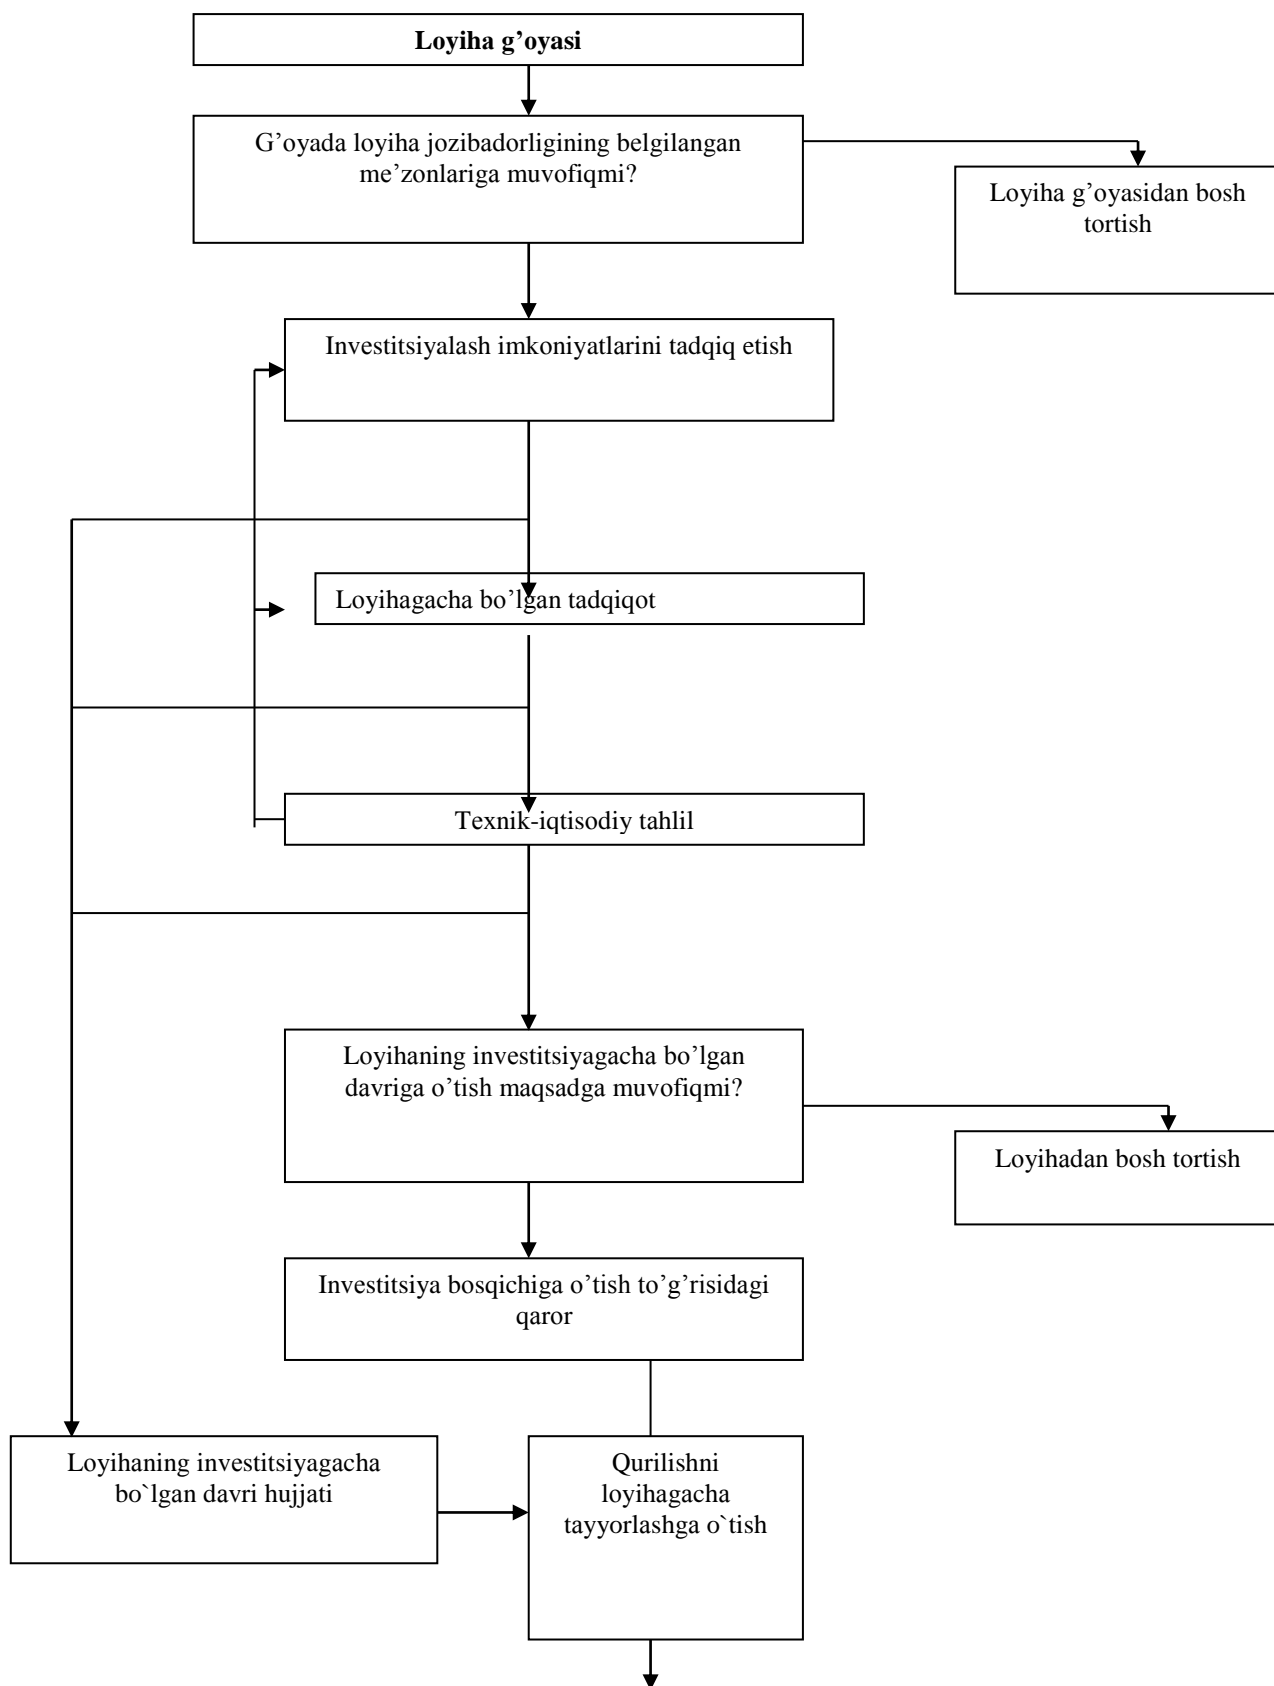 Loyiha g’oyasi
G’oyada loyiha jozibadorligining belgilangan
me’zonlariga muvofiqmi?
Loyiha g’oyasidan bosh
tortish
Investitsiyalash imkoniyatlarini tadqiq etish
Loyihagacha bo’lgan tadqiqot
Texnik-iqtisodiy tahlil
Loyihaning investitsiyagacha bo’lgan
davriga o’tish maqsadga muvofiqmi?
Loyihadan bosh tortish
Investitsiya bosqichiga o’tish to’g’risidagi
qaror
Loyihaning investitsiyagacha
bo`lgan davri hujjati
Qurilishni
loyihagacha
tayyorlashga o`tish